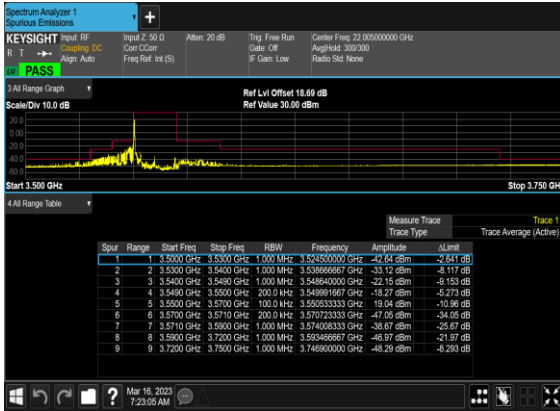 Spectrum Analyzer 1
Spurious Emissions
+
KEYSIGHT Input: RF Input Z: 50 Ω Atten: 20 dB Trig: Free Run Center Freq: 22.005000000 GHz
R T Coupling: DC Corr CCorr Gate: Off Avg|Hold: 300/300
Align: Auto Freq Ref: Int (S) IF Gain: Low Radio Std: None
PASS
3 All Range Graph
Ref Lvl Offset 18.69 dB
Scale/Div 10.0 dB Ref Value 30.00 dBm
20.0
0.00
-20.0
-40.0
-60.0
Start 3.500 GHz Stop 3.750 GH
4 All Range Table
Measure Trace Trace 1
Trace Type Trace Average (Active)
Spur Range Start Freq Stop Freq RBW Frequency Amplitude ΔLimit
1 1 3.5000 GHz 3.5300 GHz 1.000 MHz 3.524500000 GHz -42.64 dBm -2.641 dB
2 2 3.5300 GHz 3.5400 GHz 1.000 MHz 3.538666667 GHz -33.12 dBm -8.117 dB
3 3 3.5400 GHz 3.5490 GHz 1.000 MHz 3.548640000 GHz -22.15 dBm -9.153 dB
4 4 3.5490 GHz 3.5500 GHz 200.0 kHz 3.549991667 GHz -18.27 dBm -5.273 dB
5 5 3.5500 GHz 3.5700 GHz 100.0 kHz 3.550533333 GHz 19.04 dBm -10.96 dB
6 6 3.5700 GHz 3.5710 GHz 200.0 kHz 3.570723333 GHz -47.05 dBm -34.05 dB
7 7 3.5710 GHz 3.5900 GHz 1.000 MHz 3.574008333 GHz -38.67 dBm -25.67 dB
8 8 3.5900 GHz 3.7200 GHz 1.000 MHz 3.593466667 GHz -46.97 dBm -21.97 dB
9 9 3.7200 GHz 3.7500 GHz 1.000 MHz 3.746900000 GHz -48.29 dBm -8.293 dB
?
Mar 16, 2023
7:23:05 AM